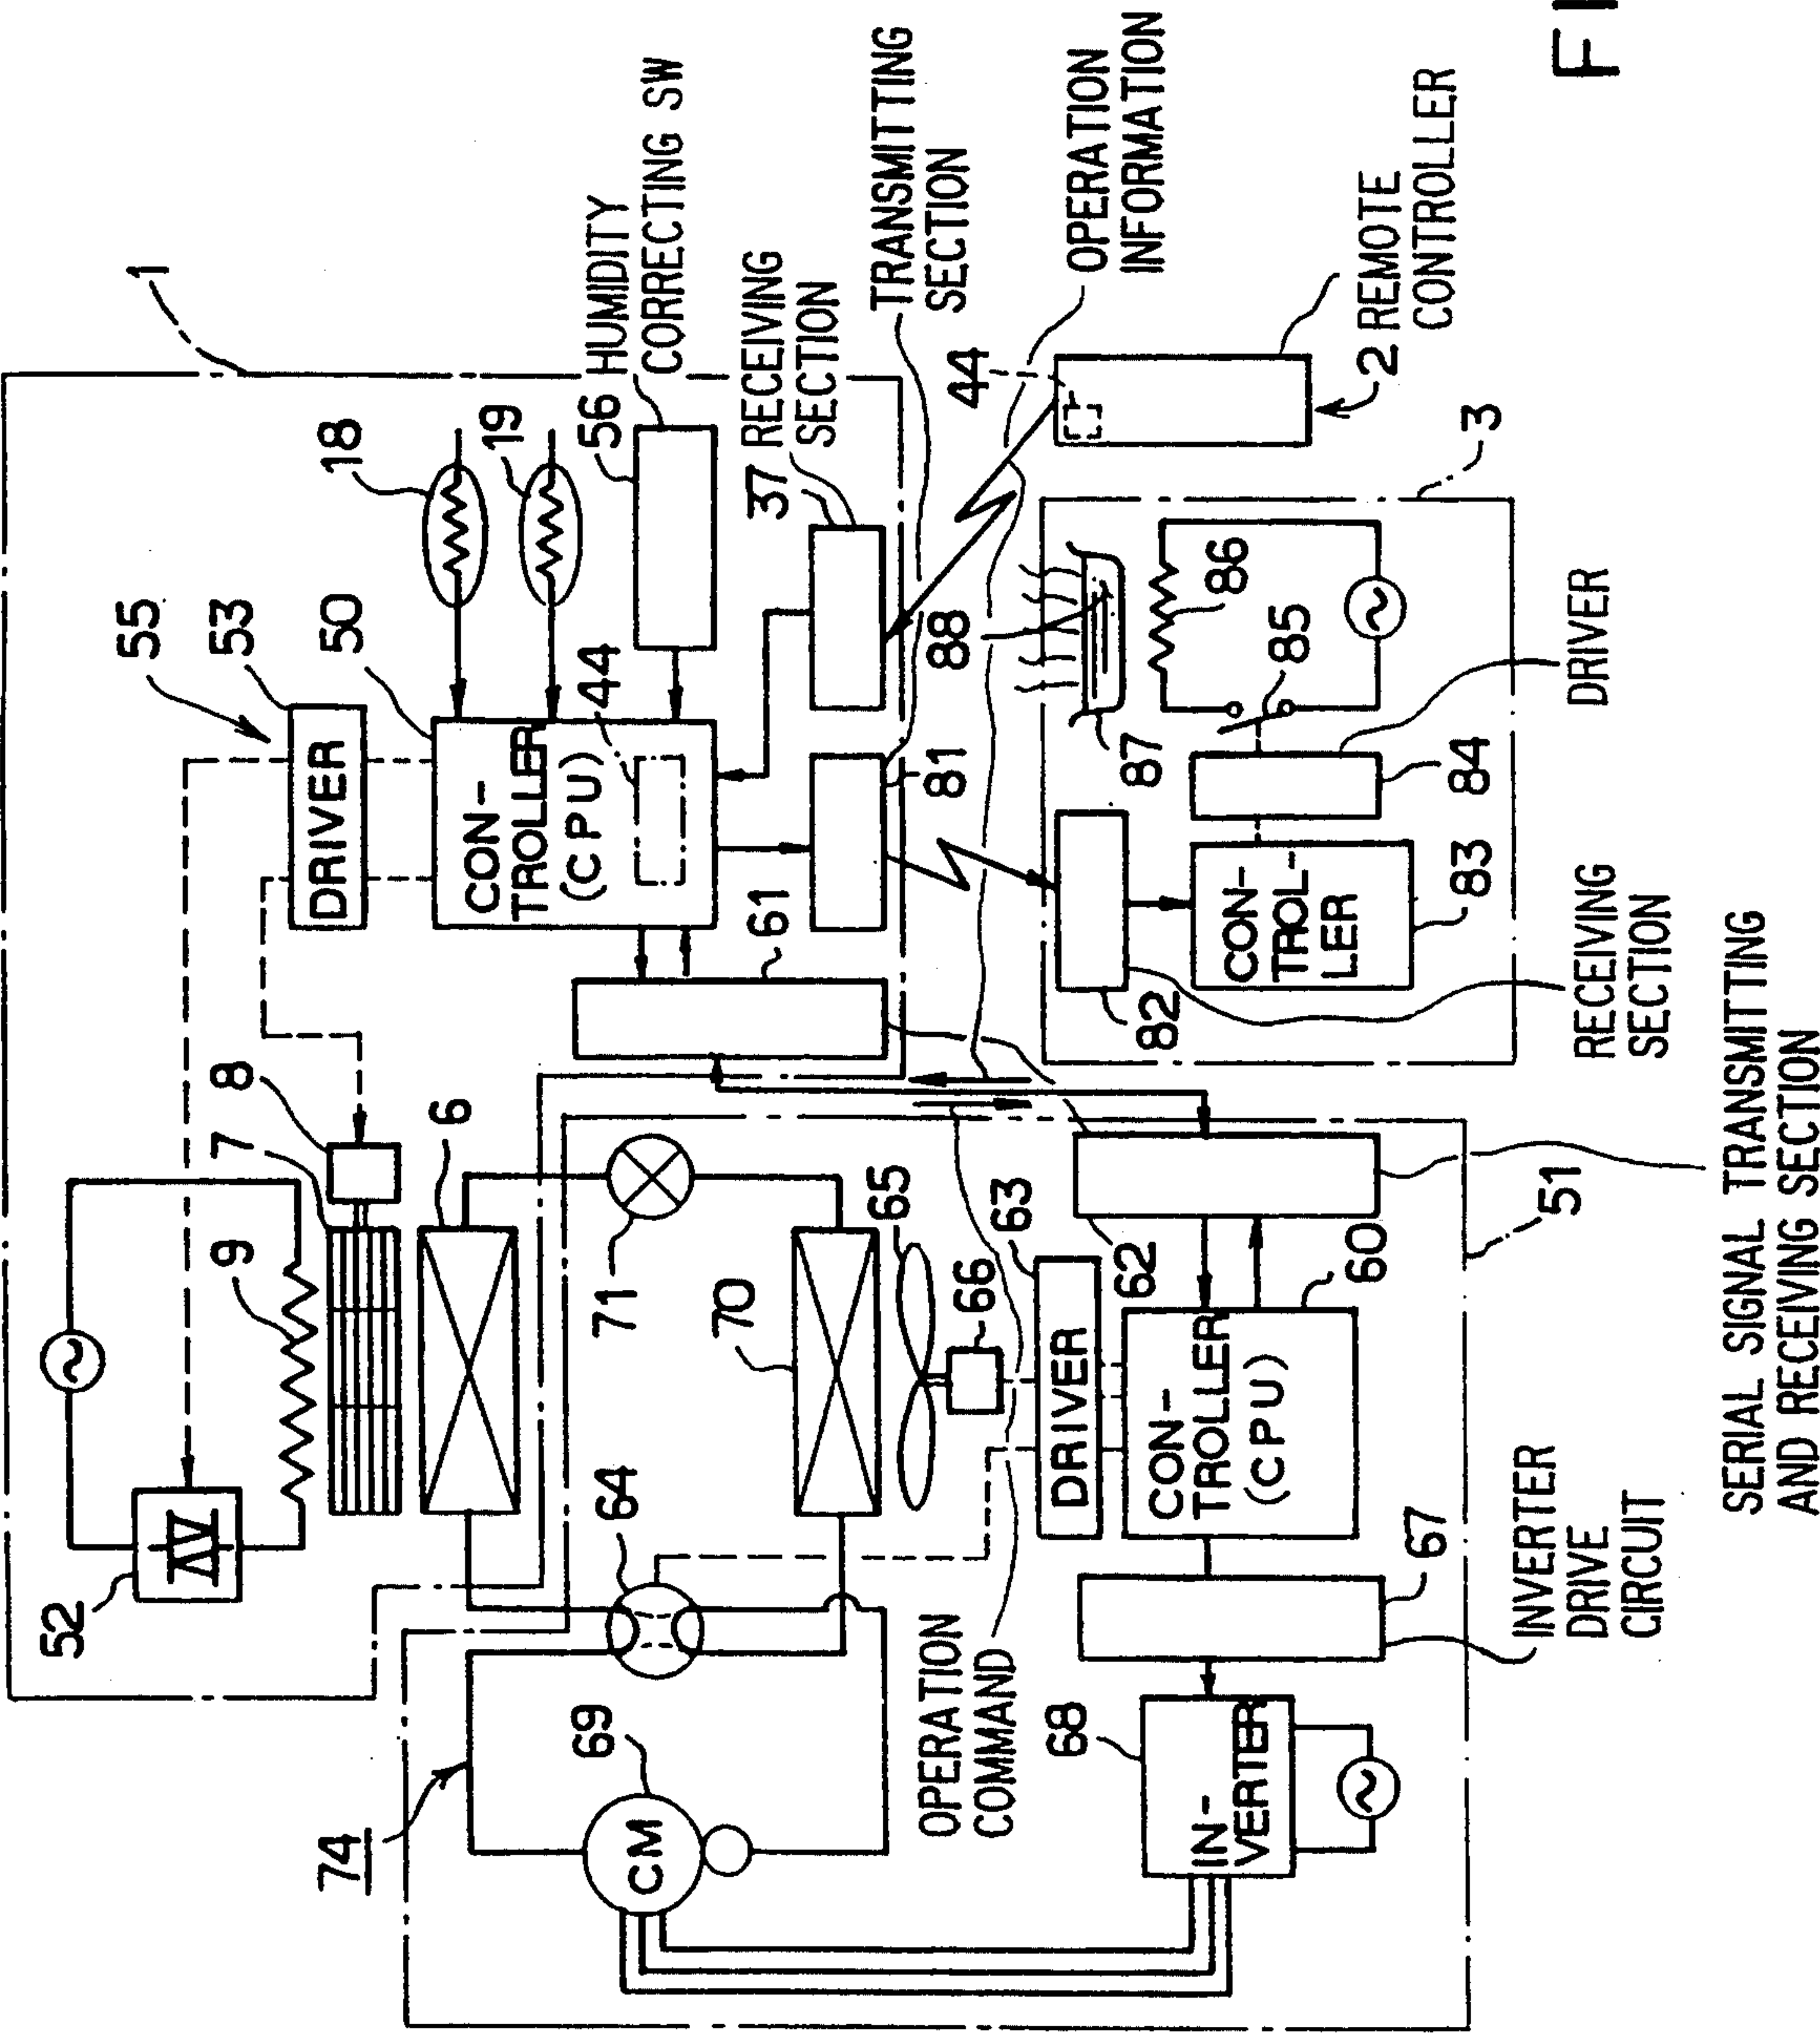 1
55
53
DRIVER
50
CON-
TROLLER
(CPU)
44
18
19
56
HUMIDITY
CORRECTING SW
37
RECEIVING
SECTION
TRANSMITTING
SECTION
81
61
52
9
7
8
6
71
70
64
65
66
63
DRIVER
62
CON-
TROLLER
(CPU)
60
67
INVERTER
DRIVE
CIRCUIT
68
IN-
VERTER
69
CM
74
OPERATION
COMMAND
51
SERIAL SIGNAL TRANSMITTING
AND RECEIVING SECTION
OPERATION
INFORMATION
44
2 REMOTE
CONTROLLER
3
88
87
86
85
DRIVER
84
83
CON-
TROL-
LER
82
RECEIVING
SECTION